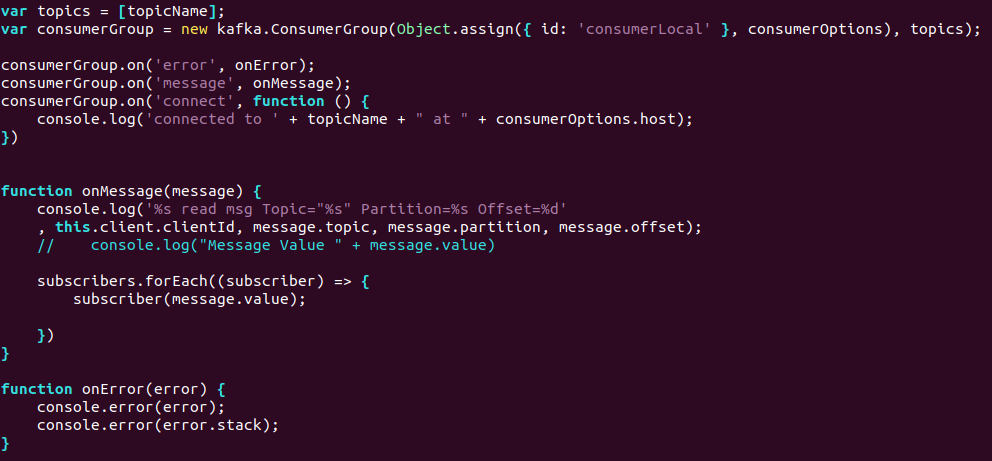 var topics = [topicName];
var consumerGroup = new kafka.ConsumerGroup(Object.assign({ id: 'consumerLocal' }, consumerOptions), topics);

consumerGroup.on('error', onError);
consumerGroup.on('message', onMessage);
consumerGroup.on('connect', function () {
    console.log('connected to ' + topicName + " at " + consumerOptions.host);
})


function onMessage(message) {
    console.log('%s read msg Topic="%s" Partition=%s Offset=%d'
    , this.client.clientId, message.topic, message.partition, message.offset);
    //    console.log("Message Value " + message.value)

    subscribers.forEach((subscriber) => {
        subscriber(message.value);

    })
}

function onError(error) {
    console.error(error);
    console.error(error.stack);
}